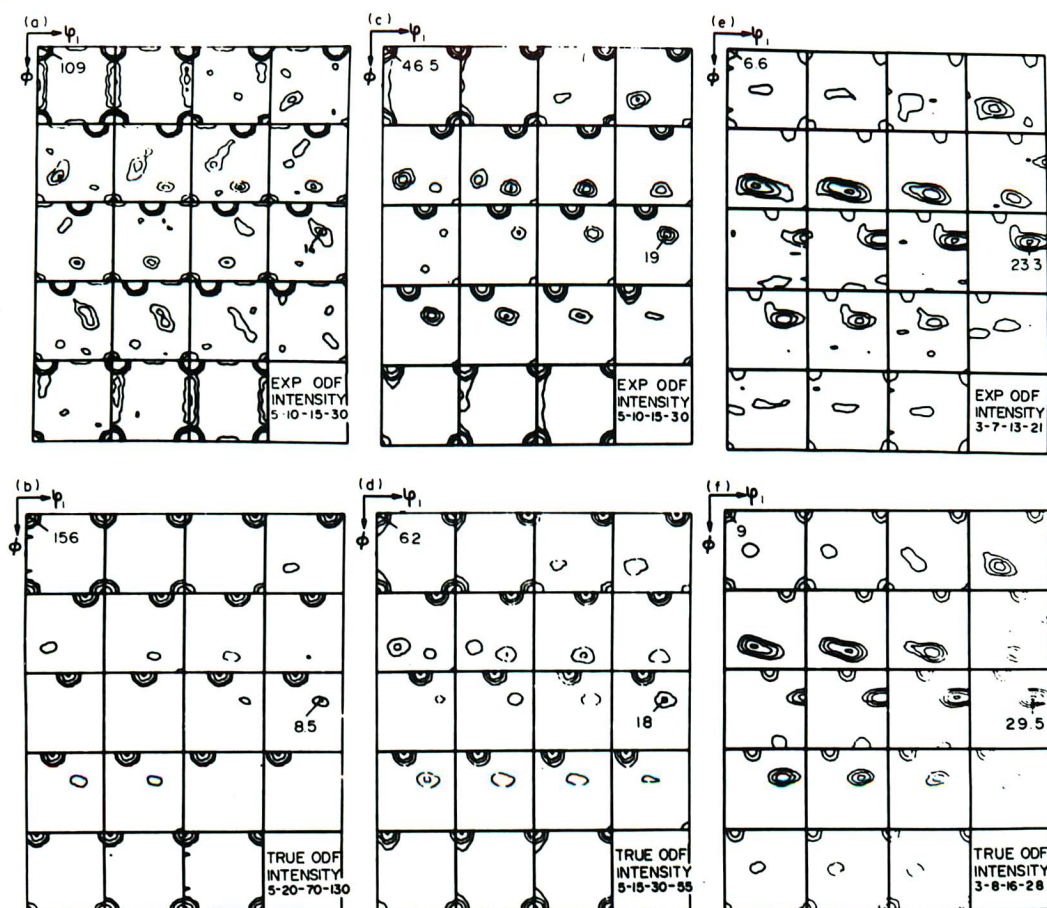 (a) φ₁
ϕ
109
16
EXP ODF
INTENSITY
5-10-15-30
(c) φ₁
46.5
19
EXP ODF
INTENSITY
5-10-15-30
(e) φ₁
ϕ
6.6
23.3
EXP ODF
INTENSITY
3-7-13-21
(b) φ₁
ϕ
156
8.5
TRUE ODF
INTENSITY
5-20-70-130
(d) φ₁
ϕ
62
18
TRUE ODF
INTENSITY
5-15-30-55
(f) φ₁
ϕ
9
29.5
TRUE ODF
INTENSITY
3-8-16-28